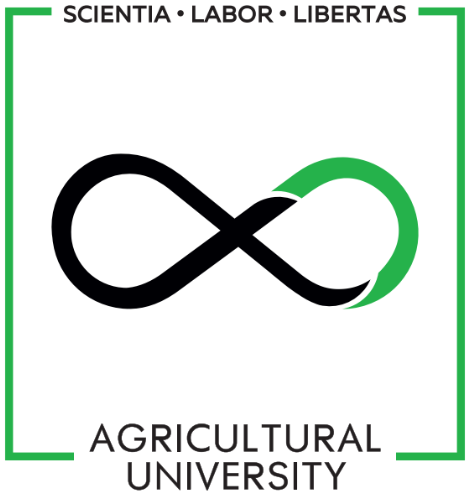 SCIENTIA • LABOR • LIBERTAS
AGRICULTURAL
UNIVERSITY